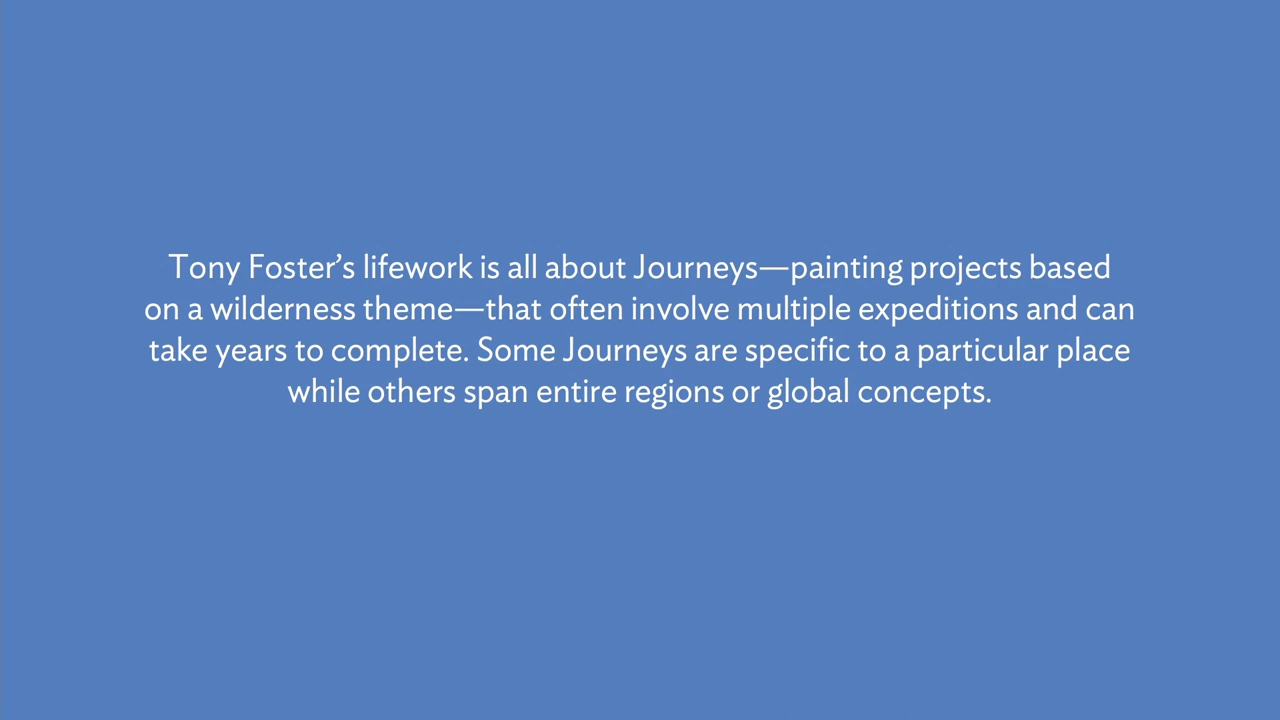 Tony Foster’s lifework is all about Journeys—painting projects based
on a wilderness theme—that often involve multiple expeditions and can
take years to complete. Some Journeys are specific to a particular place
while others span entire regions or global concepts.